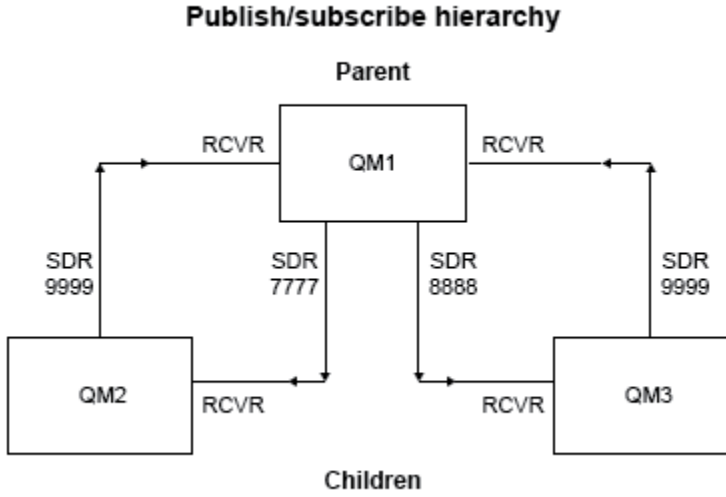 Publish/subscribe hierarchy
Parent
RCVR
QM1
RCVR
SDR
9999
SDR
7777
SDR
8888
SDR
9999
QM2
RCVR
RCVR
QM3
Children